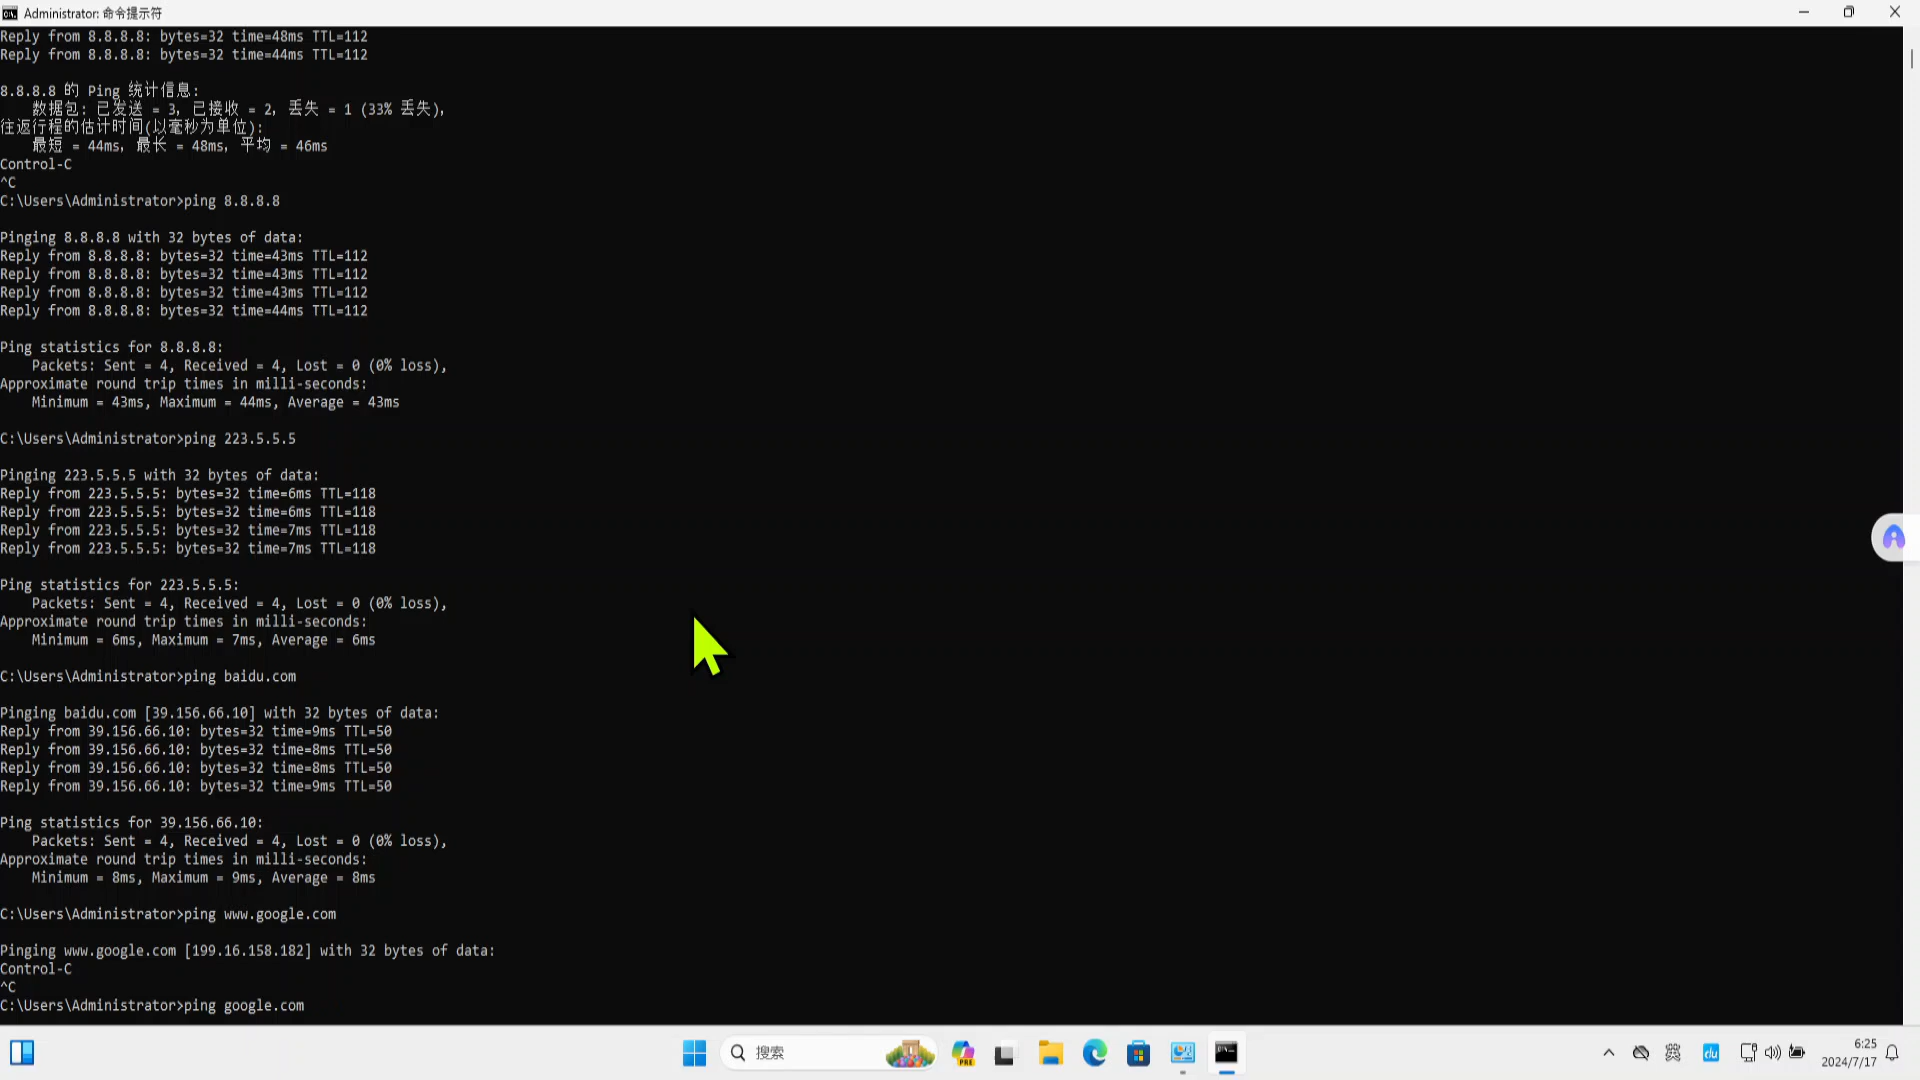 Administrator: 命令提示符
Reply from 8.8.8.8: bytes=32 time=48ms TTL=112
Reply from 8.8.8.8: bytes=32 time=44ms TTL=112
8.8.8.8 的 Ping 统计信息:
数据包: 已发送 = 3, 已接收 = 2, 丢失 = 1 (33% 丢失),
往返行程的估计时间(以毫秒为单位):
最短 = 44ms, 最长 = 48ms, 平均 = 46ms
Control-C
^C
C:\Users\Administrator>ping 8.8.8.8
Pinging 8.8.8.8 with 32 bytes of data:
Reply from 8.8.8.8: bytes=32 time=43ms TTL=112
Reply from 8.8.8.8: bytes=32 time=43ms TTL=112
Reply from 8.8.8.8: bytes=32 time=43ms TTL=112
Reply from 8.8.8.8: bytes=32 time=44ms TTL=112
Ping statistics for 8.8.8.8:
Packets: Sent = 4, Received = 4, Lost = 0 (0% loss),
Approximate round trip times in milli-seconds:
Minimum = 43ms, Maximum = 44ms, Average = 43ms
C:\Users\Administrator>ping 223.5.5.5
Pinging 223.5.5.5 with 32 bytes of data:
Reply from 223.5.5.5: bytes=32 time=6ms TTL=118
Reply from 223.5.5.5: bytes=32 time=6ms TTL=118
Reply from 223.5.5.5: bytes=32 time=7ms TTL=118
Reply from 223.5.5.5: bytes=32 time=7ms TTL=118
Ping statistics for 223.5.5.5:
Packets: Sent = 4, Received = 4, Lost = 0 (0% loss),
Approximate round trip times in milli-seconds:
Minimum = 6ms, Maximum = 7ms, Average = 6ms
C:\Users\Administrator>ping baidu.com
Pinging baidu.com [39.156.66.10] with 32 bytes of data:
Reply from 39.156.66.10: bytes=32 time=9ms TTL=50
Reply from 39.156.66.10: bytes=32 time=8ms TTL=50
Reply from 39.156.66.10: bytes=32 time=8ms TTL=50
Reply from 39.156.66.10: bytes=32 time=9ms TTL=50
Ping statistics for 39.156.66.10:
Packets: Sent = 4, Received = 4, Lost = 0 (0% loss),
Approximate round trip times in milli-seconds:
Minimum = 8ms, Maximum = 9ms, Average = 8ms
C:\Users\Administrator>ping www.google.com
Pinging www.google.com [199.16.158.182] with 32 bytes of data:
Control-C
^C
C:\Users\Administrator>ping google.com
搜索
PRE
英
du
6:25
2024/7/17